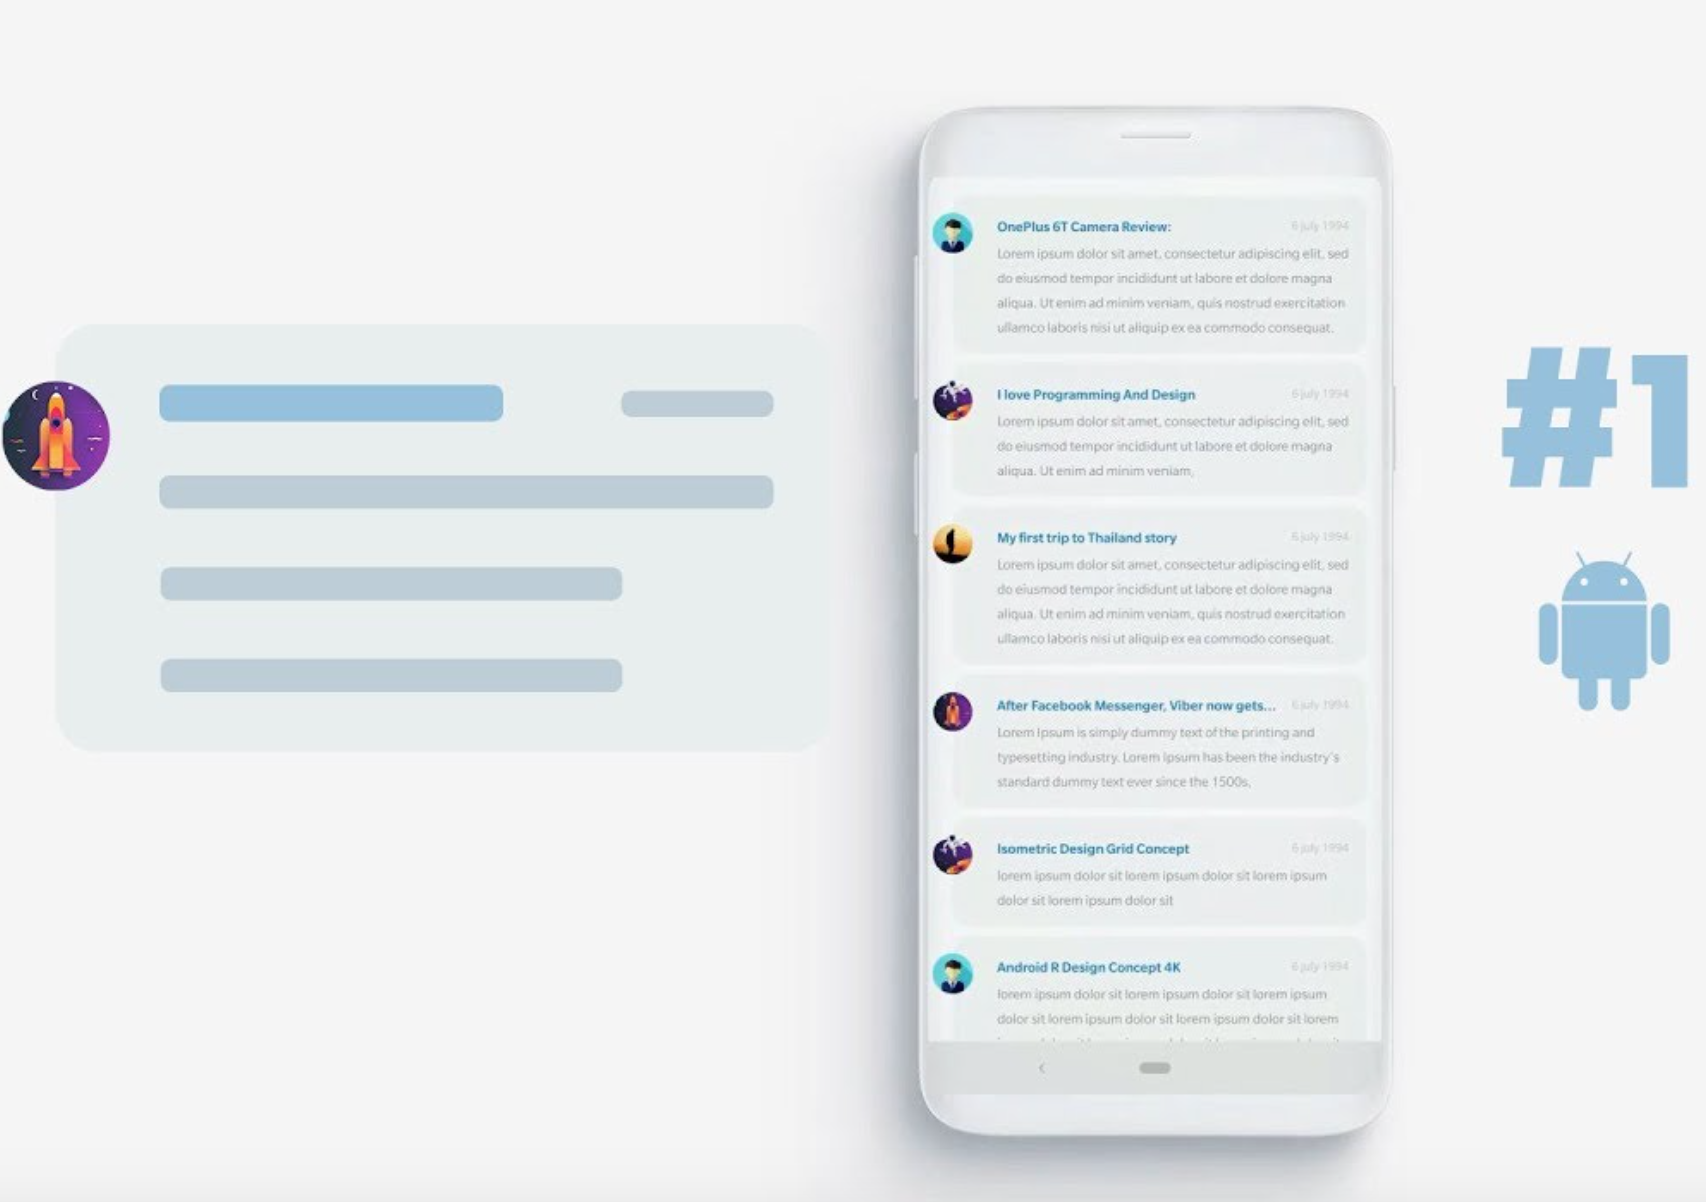 OnePlus 6T Camera Review:
6 july 1994
Lorem ipsum dolor sit amet, consectetur adipiscing elit, sed
do eiusmod tempor incididunt ut labore et dolore magna
aliqua. Ut enim ad minim veniam, quis nostrud exercitation
ullamco laboris nisi ut aliquip ex ea commodo consequat.
I love Programming And Design
6 july 1994
Lorem ipsum dolor sit amet, consectetur adipiscing elit, sed
do eiusmod tempor incididunt ut labore et dolore magna
aliqua. Ut enim ad minim veniam,
My first trip to Thailand story
6 july 1994
Lorem ipsum dolor sit amet, consectetur adipiscing elit, sed
do eiusmod tempor incididunt ut labore et dolore magna
aliqua. Ut enim ad minim veniam, quis nostrud exercitation
ullamco laboris nisi ut aliquip ex ea commodo consequat.
After Facebook Messenger, Viber now gets...
6 july 1994
Lorem Ipsum is simply dummy text of the printing and
typesetting industry. Lorem Ipsum has been the industry's
standard dummy text ever since the 1500s,
Isometric Design Grid Concept
6 july 1994
lorem ipsum dolor sit lorem ipsum dolor sit lorem ipsum
dolor sit lorem ipsum dolor sit
Android R Design Concept 4K
6 july 1994
lorem ipsum dolor sit lorem ipsum dolor sit lorem ipsum
dolor sit lorem ipsum dolor sit lorem ipsum dolor sit lorem
#1